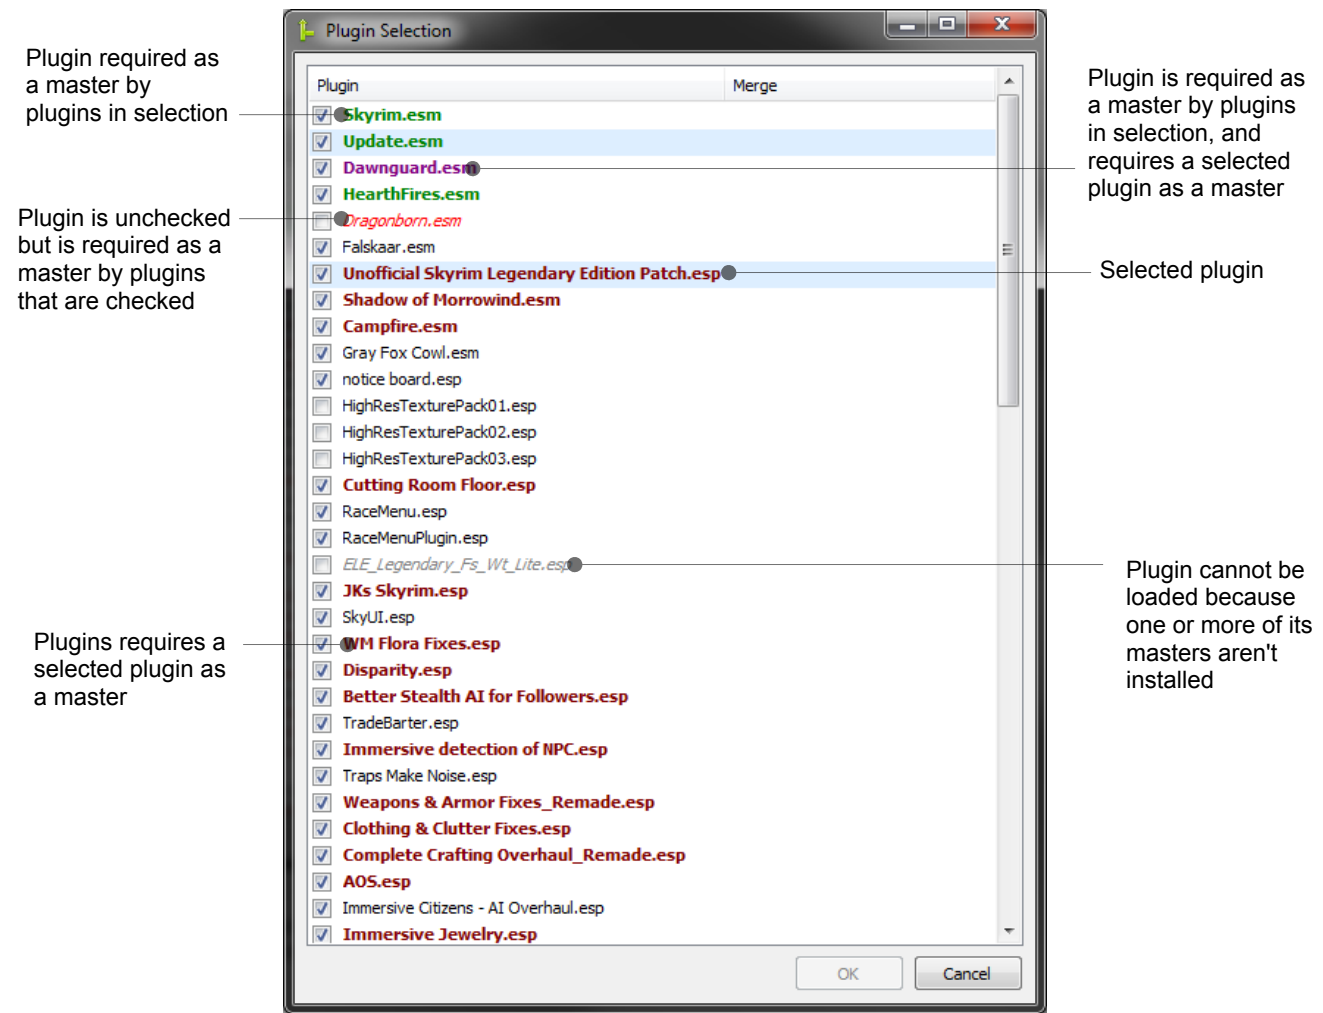 Plugin Selection
Plugin required as
a master by
plugins in selection
Plugin is unchecked
but is required as a
master by plugins
that are checked
Plugins requires a
selected plugin as
a master
Plugin
Merge
Skyrim.esm
Update.esm
Dawnguard.esm
HearthFires.esm
Dragonborn.esm
Falskaar.esm
Unofficial Skyrim Legendary Edition Patch.esp
Shadow of Morrowind.esm
Campfire.esm
Gray Fox Cowl.esm
notice board.esp
HighResTexturePack01.esp
HighResTexturePack02.esp
HighResTexturePack03.esp
Cutting Room Floor.esp
RaceMenu.esp
RaceMenuPlugin.esp
ELE_Legendary_Fs_Wt_Lite.esp
JKs Skyrim.esp
SkyUI.esp
WM Flora Fixes.esp
Disparity.esp
Better Stealth AI for Followers.esp
TradeBarter.esp
Immersive detection of NPC.esp
Traps Make Noise.esp
Weapons & Armor Fixes_Remade.esp
Clothing & Clutter Fixes.esp
Complete Crafting Overhaul_Remade.esp
AOS.esp
Immersive Citizens - AI Overhaul.esp
Immersive Jewelry.esp
OK
Cancel
Plugin is required as
a master by plugins
in selection, and
requires a selected
plugin as a master
Selected plugin
Plugin cannot be
loaded because
one or more of its
masters aren't
installed